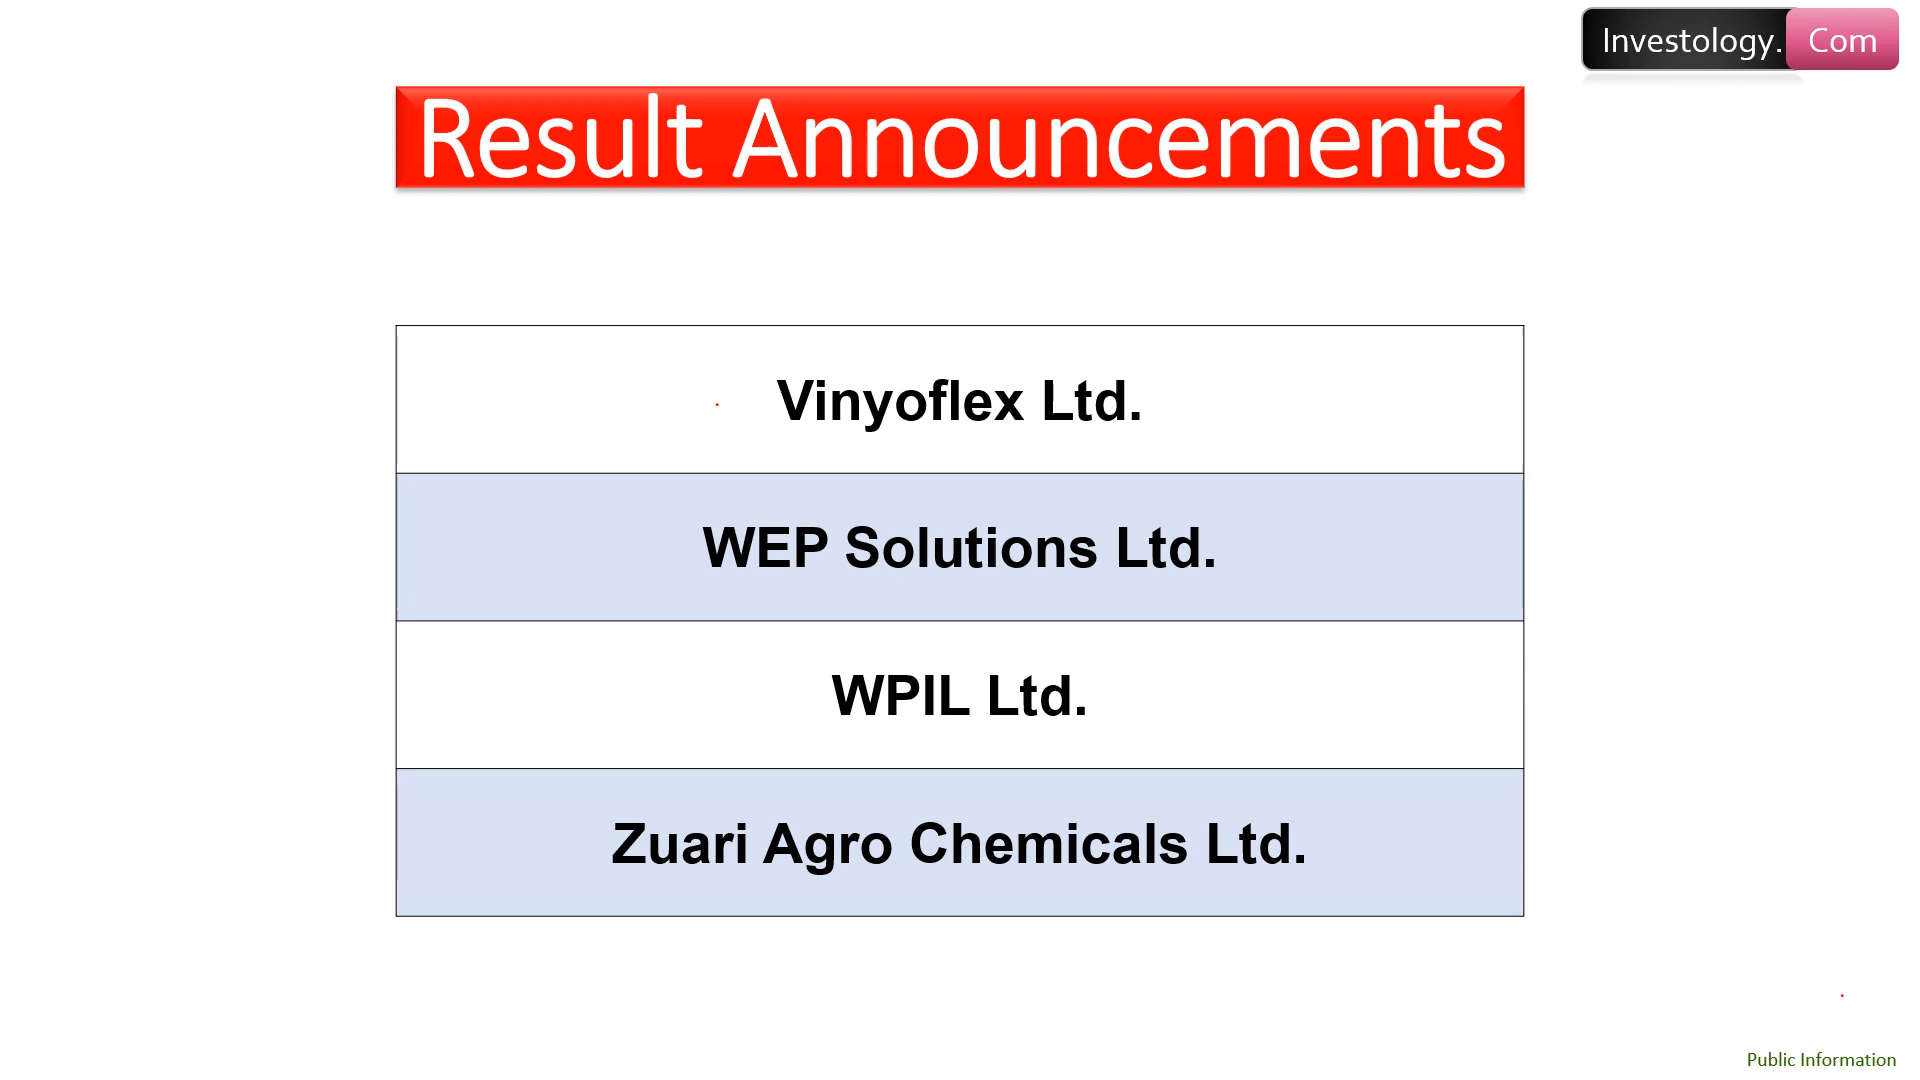 Investology. Com
Result Announcements
Vinyoflex Ltd.
WEP Solutions Ltd.
WPIL Ltd.
Zuari Agro Chemicals Ltd.
Public Information